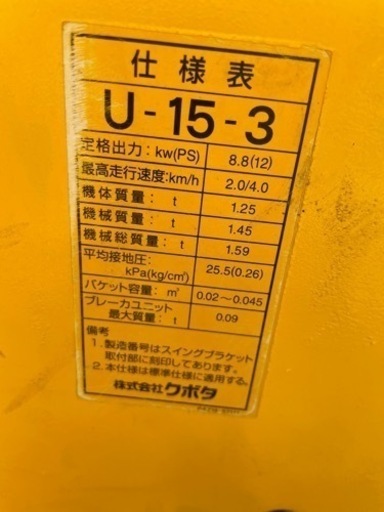 仕様表
U-15-3
定格出力: kw(PS) 8.8(12)
最高走行速度: km/h 2.0/4.0
機体質量: t 1.25
機械質量: t 1.45
機械総質量: t 1.59
平均接地圧:
kPa(kg/c㎡) 25.5(0.26)
バケット容量: ㎥ 0.02〜0.045
ブレーカユニット
最大質量: t 0.09
備考
1. 製造番号はスイングブラケット
取付部に刻印してあります。
2. 本仕様は標準仕様に適用する。
株式会社クボタ